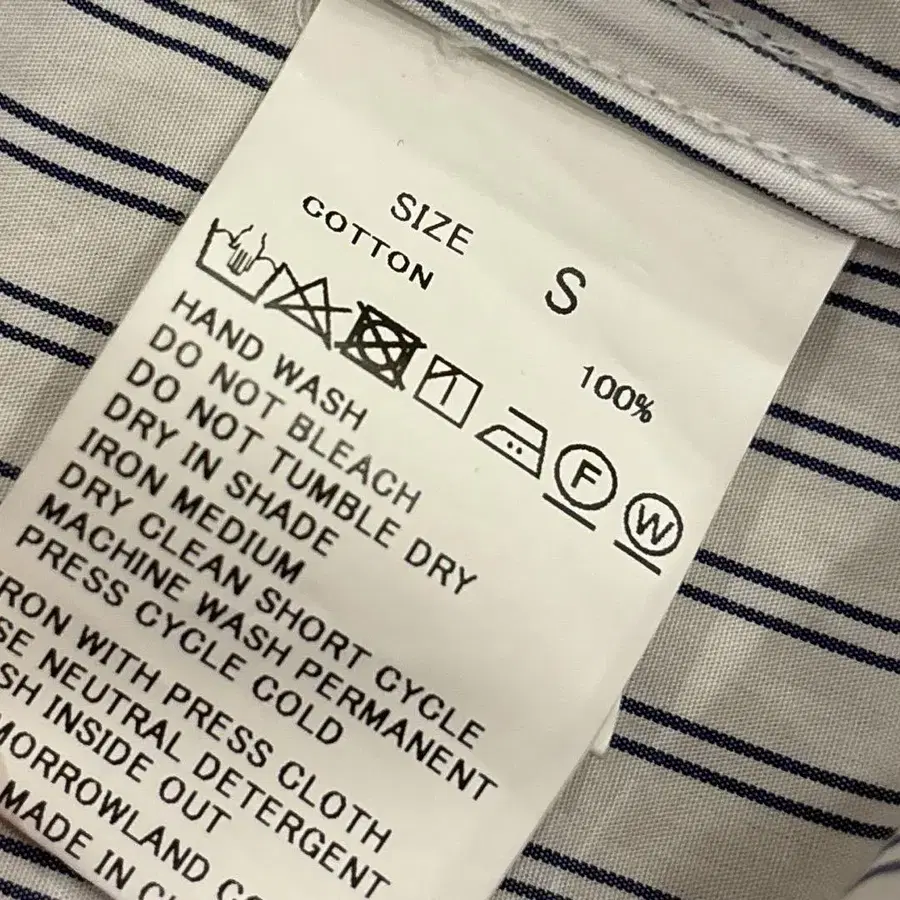 SIZE S
COTTON 100%
F W
HAND WASH
DO NOT BLEACH
DO NOT TUMBLE DRY
DRY IN SHADE
IRON MEDIUM
DRY CLEAN SHORT CYCLE
MACHINE WASH PERMANENT
PRESS CYCLE COLD
IRON WITH PRESS CLOTH
SE NEUTRAL DETERGENT
SH INSIDE OUT
MORROWLAND CO
MADE IN